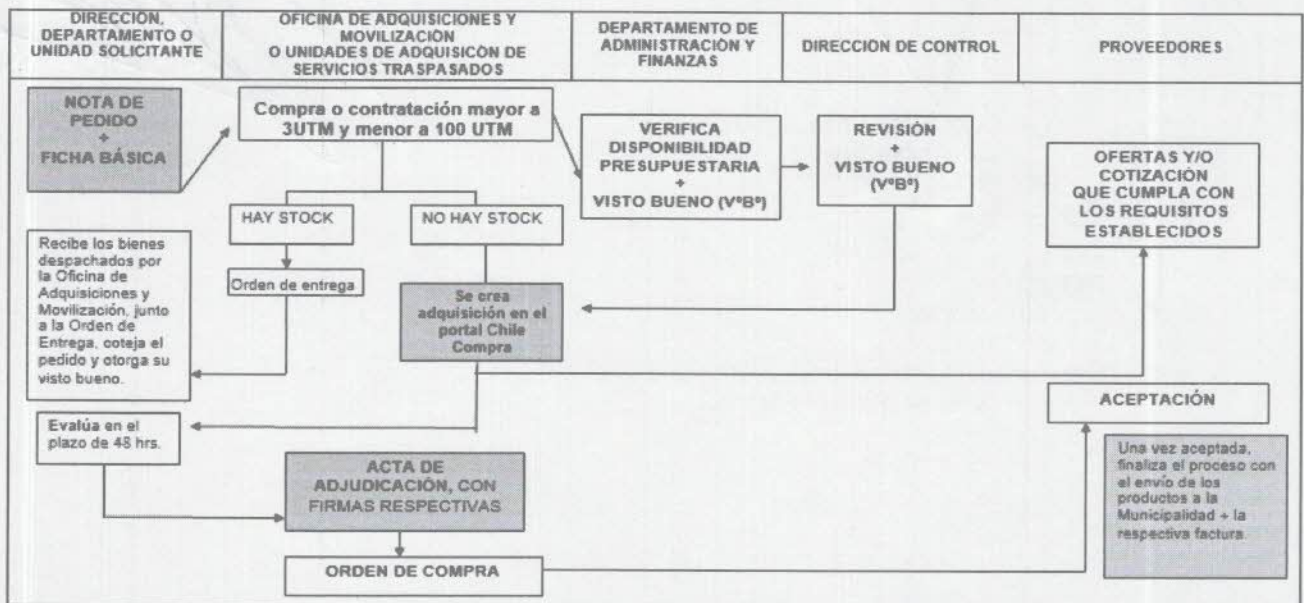 DIRECCIÓN,
DEPARTAMENTO O
UNIDAD SOLICITANTE
OFICINA DE ADQUISICIONES Y
MOVILIZACIÓN
O UNIDADES DE ADQUISICÓN DE
SERVICIOS TRASPASADOS
DEPARTAMENTO DE
ADMINISTRACIÓN Y
FINANZAS
DIRECCIÓN DE CONTROL
PROVEEDORES
NOTA DE
PEDIDO
+
FICHA BÁSICA
Compra o contratación mayor a
3UTM y menor a 100 UTM
VERIFICA
DISPONIBILIDAD
PRESUPUESTARIA
+
VISTO BUENO (VºBº)
REVISIÓN
+
VISTO BUENO
(VºBº)
OFERTAS Y/O
COTIZACIÓN
QUE CUMPLA CON
LOS REQUISITOS
ESTABLECIDOS
HAY STOCK
NO HAY STOCK
Recibe los bienes
despachados por
la Oficina de
Adquisiciones y
Movilización, junto
a la Orden de
Entrega, coteja el
pedido y otorga su
visto bueno.
Orden de entrega
Se crea
adquisición en el
portal Chile
Compra
ACEPTACIÓN
Evalúa en el
plazo de 48 hrs.
ACTA DE
ADJUDICACIÓN, CON
FIRMAS RESPECTIVAS
Una vez aceptada,
finaliza el proceso con
el envío de los
productos a la
Municipalidad + la
respectiva factura.
ORDEN DE COMPRA